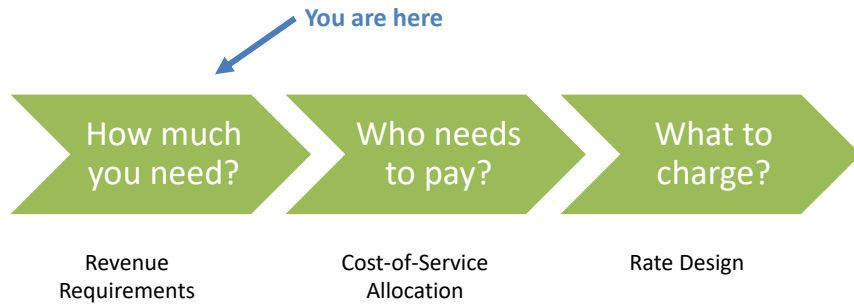 You are here
How much
you need?
Who needs
to pay?
What to
charge?
Revenue
Requirements
Cost-of-Service
Allocation
Rate Design